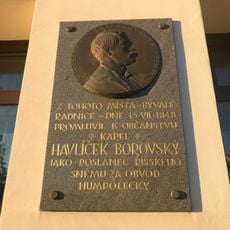 Z TOHOTO MÍSTA - BÝVALÉ
RADNICE - DNE 15·VII·1848
PROMLUVIL K OBČANSTVU
KAREL
HAVLÍČEK BOROVSKÝ
JAKO POSLANEC ŘÍŠSKÉHO
SNĚMU ZA OBVOD
HUMPOLECKÝ